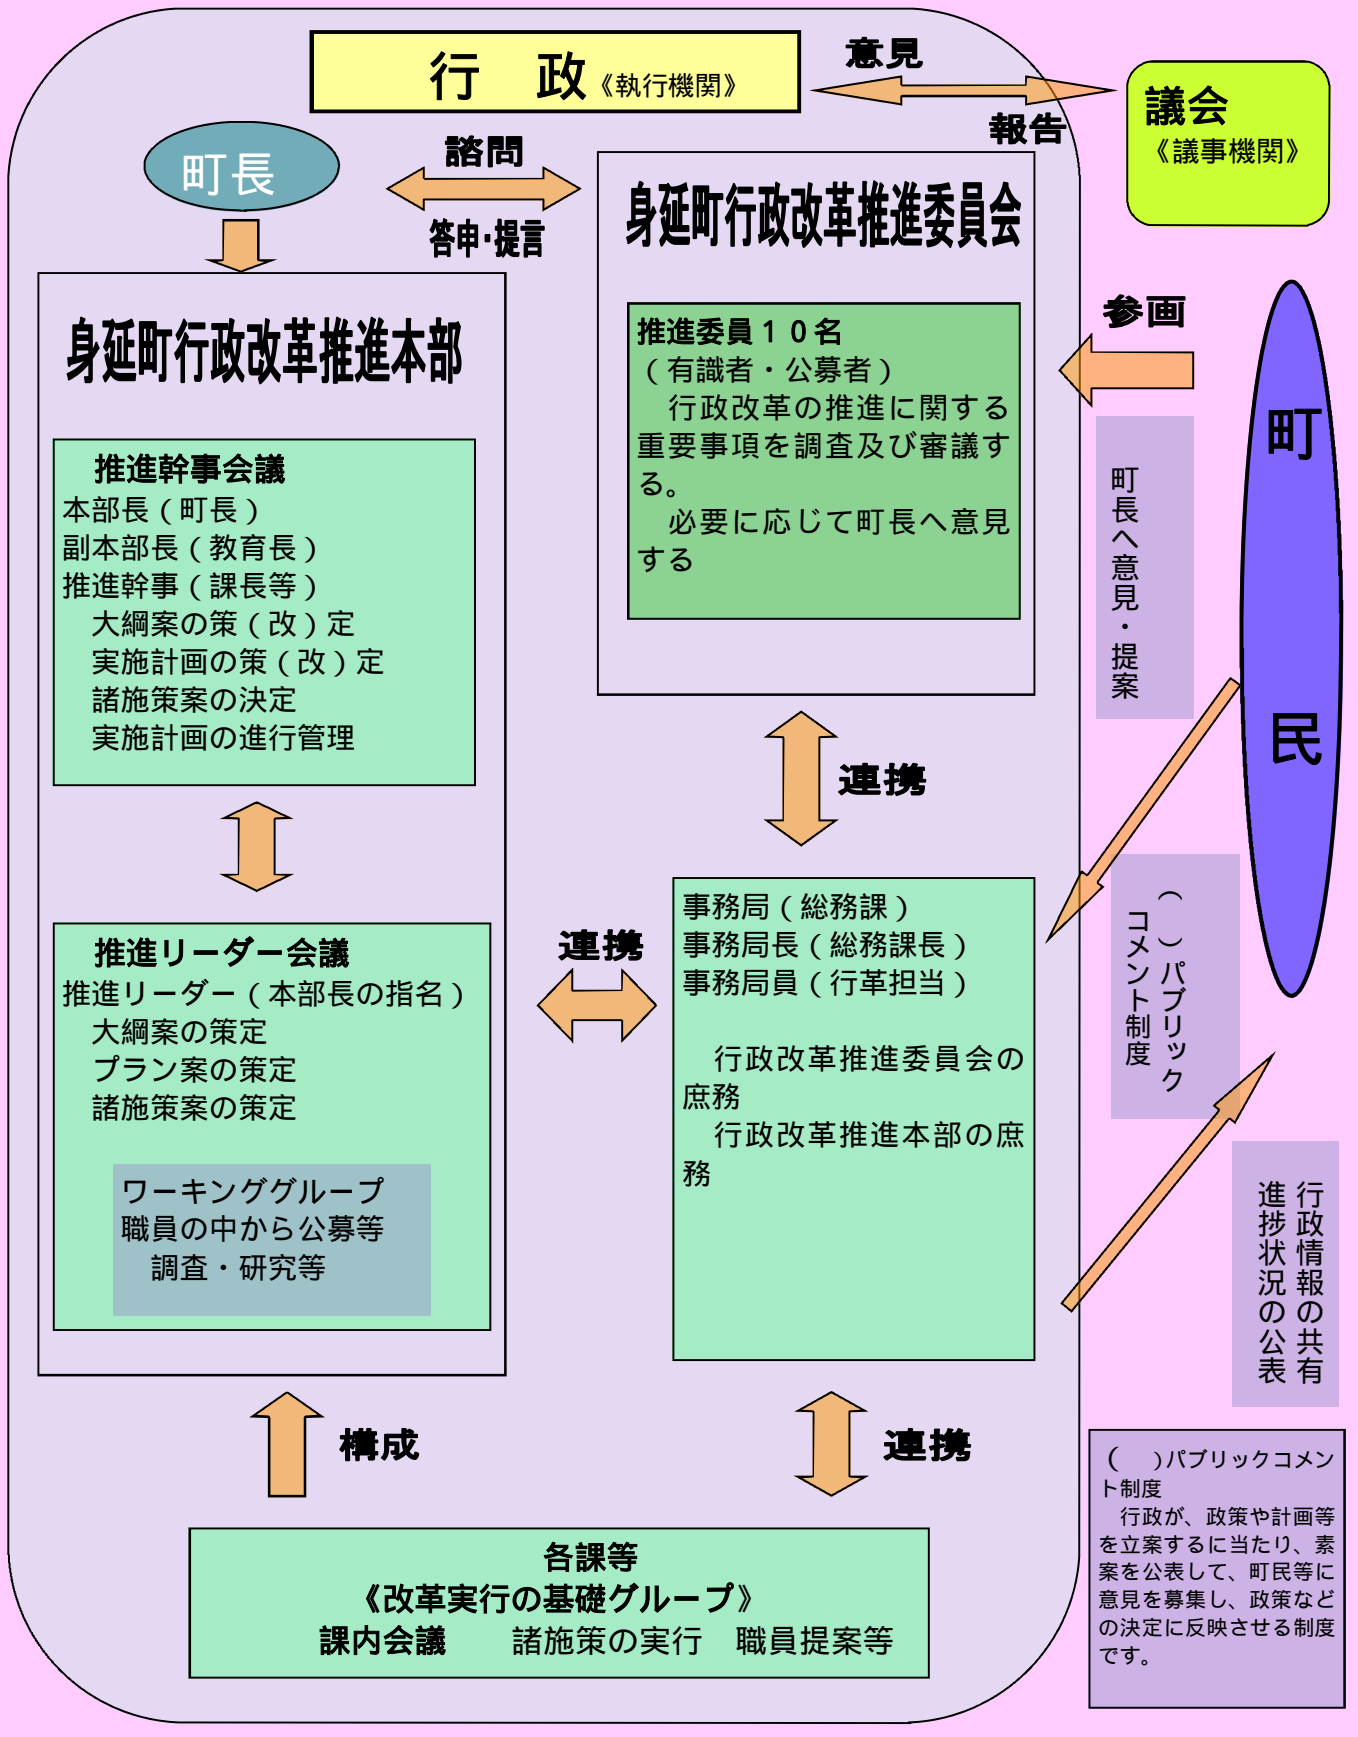 行　政《執行機関》
意見
報告
議会
《議事機関》
町長
諮問
答申・提言
身延町行政改革推進委員会
推進委員１０名
（有識者・公募者）
　行政改革の推進に関する
重要事項を調査及び審議す
る。
　必要に応じて町長へ意見
する
参画
町民
町長へ意見・提案
身延町行政改革推進本部
　推進幹事会議
本部長（町長）
副本部長（教育長）
推進幹事（課長等）
　大綱案の策（改）定
　実施計画の策（改）定
　諸施策案の決定
　実施計画の進行管理
連携
　推進リーダー会議
推進リーダー（本部長の指名）
　大綱案の策定
　プラン案の策定
　諸施策案の策定
ワーキンググループ
職員の中から公募等
　調査・研究等
連携
事務局（総務課）
事務局長（総務課長）
事務局員（行革担当）
　行政改革推進委員会の
庶務
　行政改革推進本部の庶
務
（　）パブリック
コメント制度
行政情報の共有
進捗状況の公表
構成
連携
各課等
《改革実行の基礎グループ》
課内会議　　諸施策の実行　職員提案等
（　）パブリックコメン
ト制度
　行政が、政策や計画等
を立案するに当たり、素
案を公表して、町民等に
意見を募集し、政策など
の決定に反映させる制度
です。